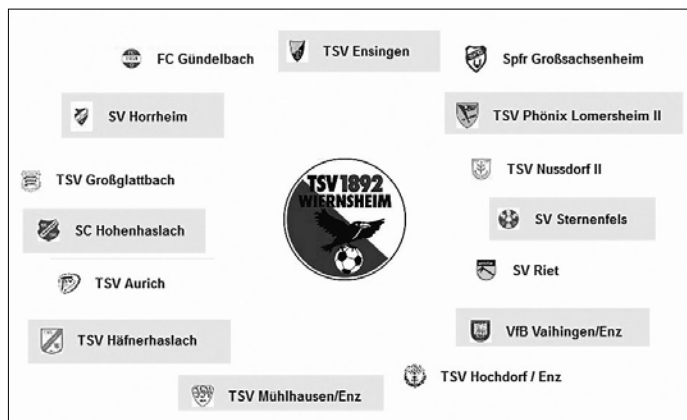 FC Gündelbach
TSV Ensingen
Spfr Großsachsenheim
SV Horrheim
TSV Phönix Lomersheim II
TSV Großglattbach
TSV Nussdorf II
TSV 1892
WIERNSHEIM
SC Hohenhaslach
SV Sternenfels
TSV Aurich
SV Riet
TSV Häfnerhaslach
VfB Vaihingen/Enz
TSV Mühlhausen/Enz
TSV Hochdorf / Enz